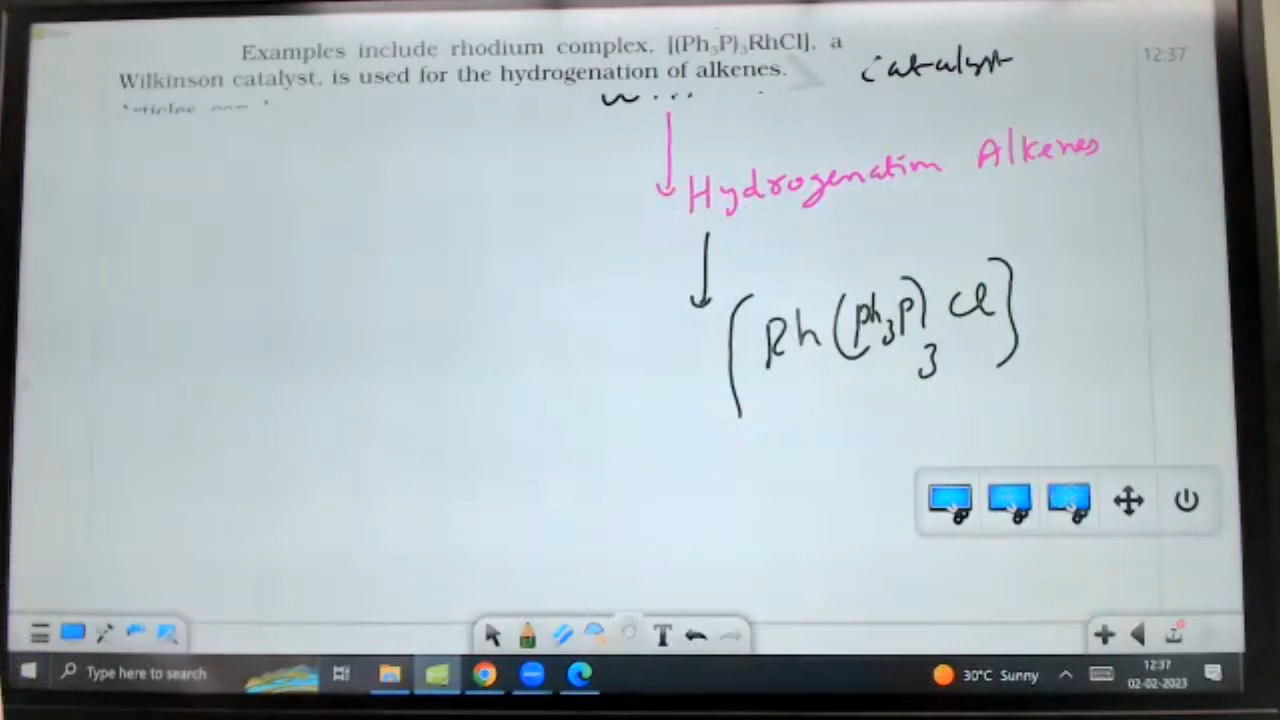 Examples include rhodium complex, [(Ph₃P)₃RhCl], a
Wilkinson catalyst, is used for the hydrogenation of alkenes.
catalyst
12:37
Hydrogenation Alkenes
[Rh(Ph₃P)₃Cl]
T
Type here to search
30°C Sunny
12:37
02-02-2023